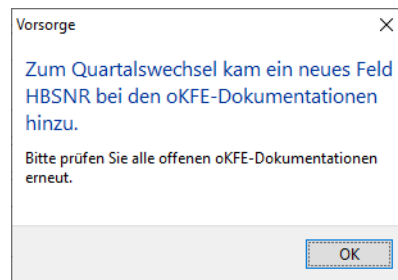 Vorsorge
Zum Quartalswechsel kam ein neues Feld
HBSNR bei den oKFE-Dokumentationen
hinzu.
Bitte prüfen Sie alle offenen oKFE-Dokumentationen
erneut.
OK